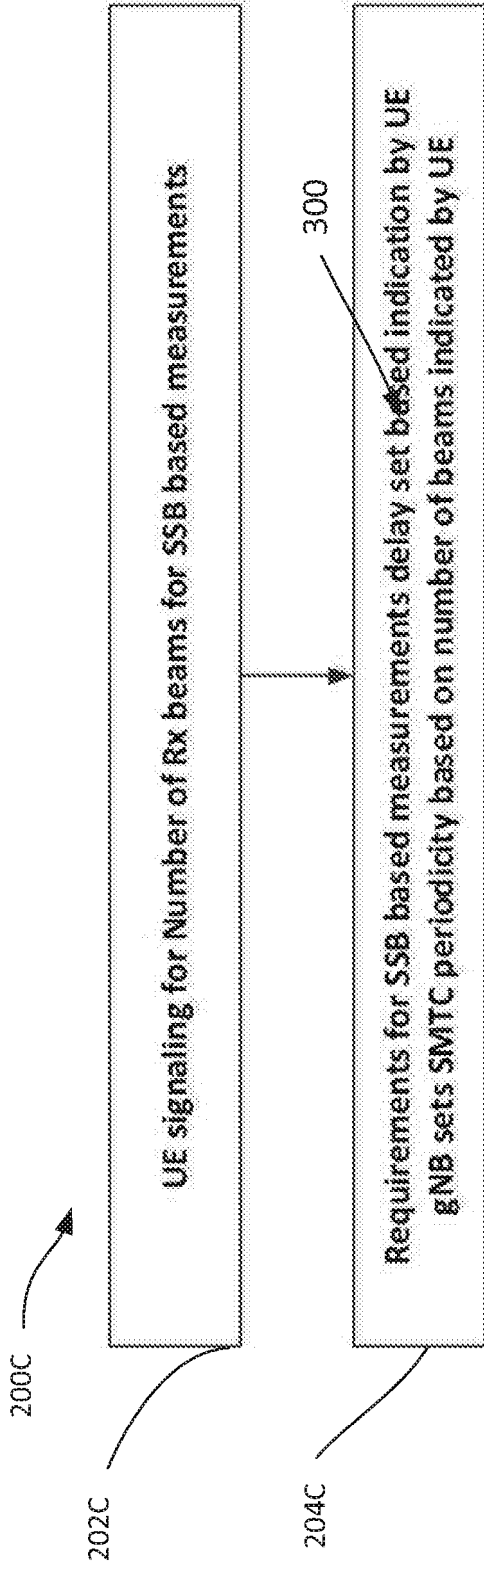 200C
202C
UE signaling for Number of Rx beams for SSB based measurements
300
204C
Requirements for SSB based measurements delay set based indication by UE
gNB sets SMTC periodicity based on number of beams indicated by UE